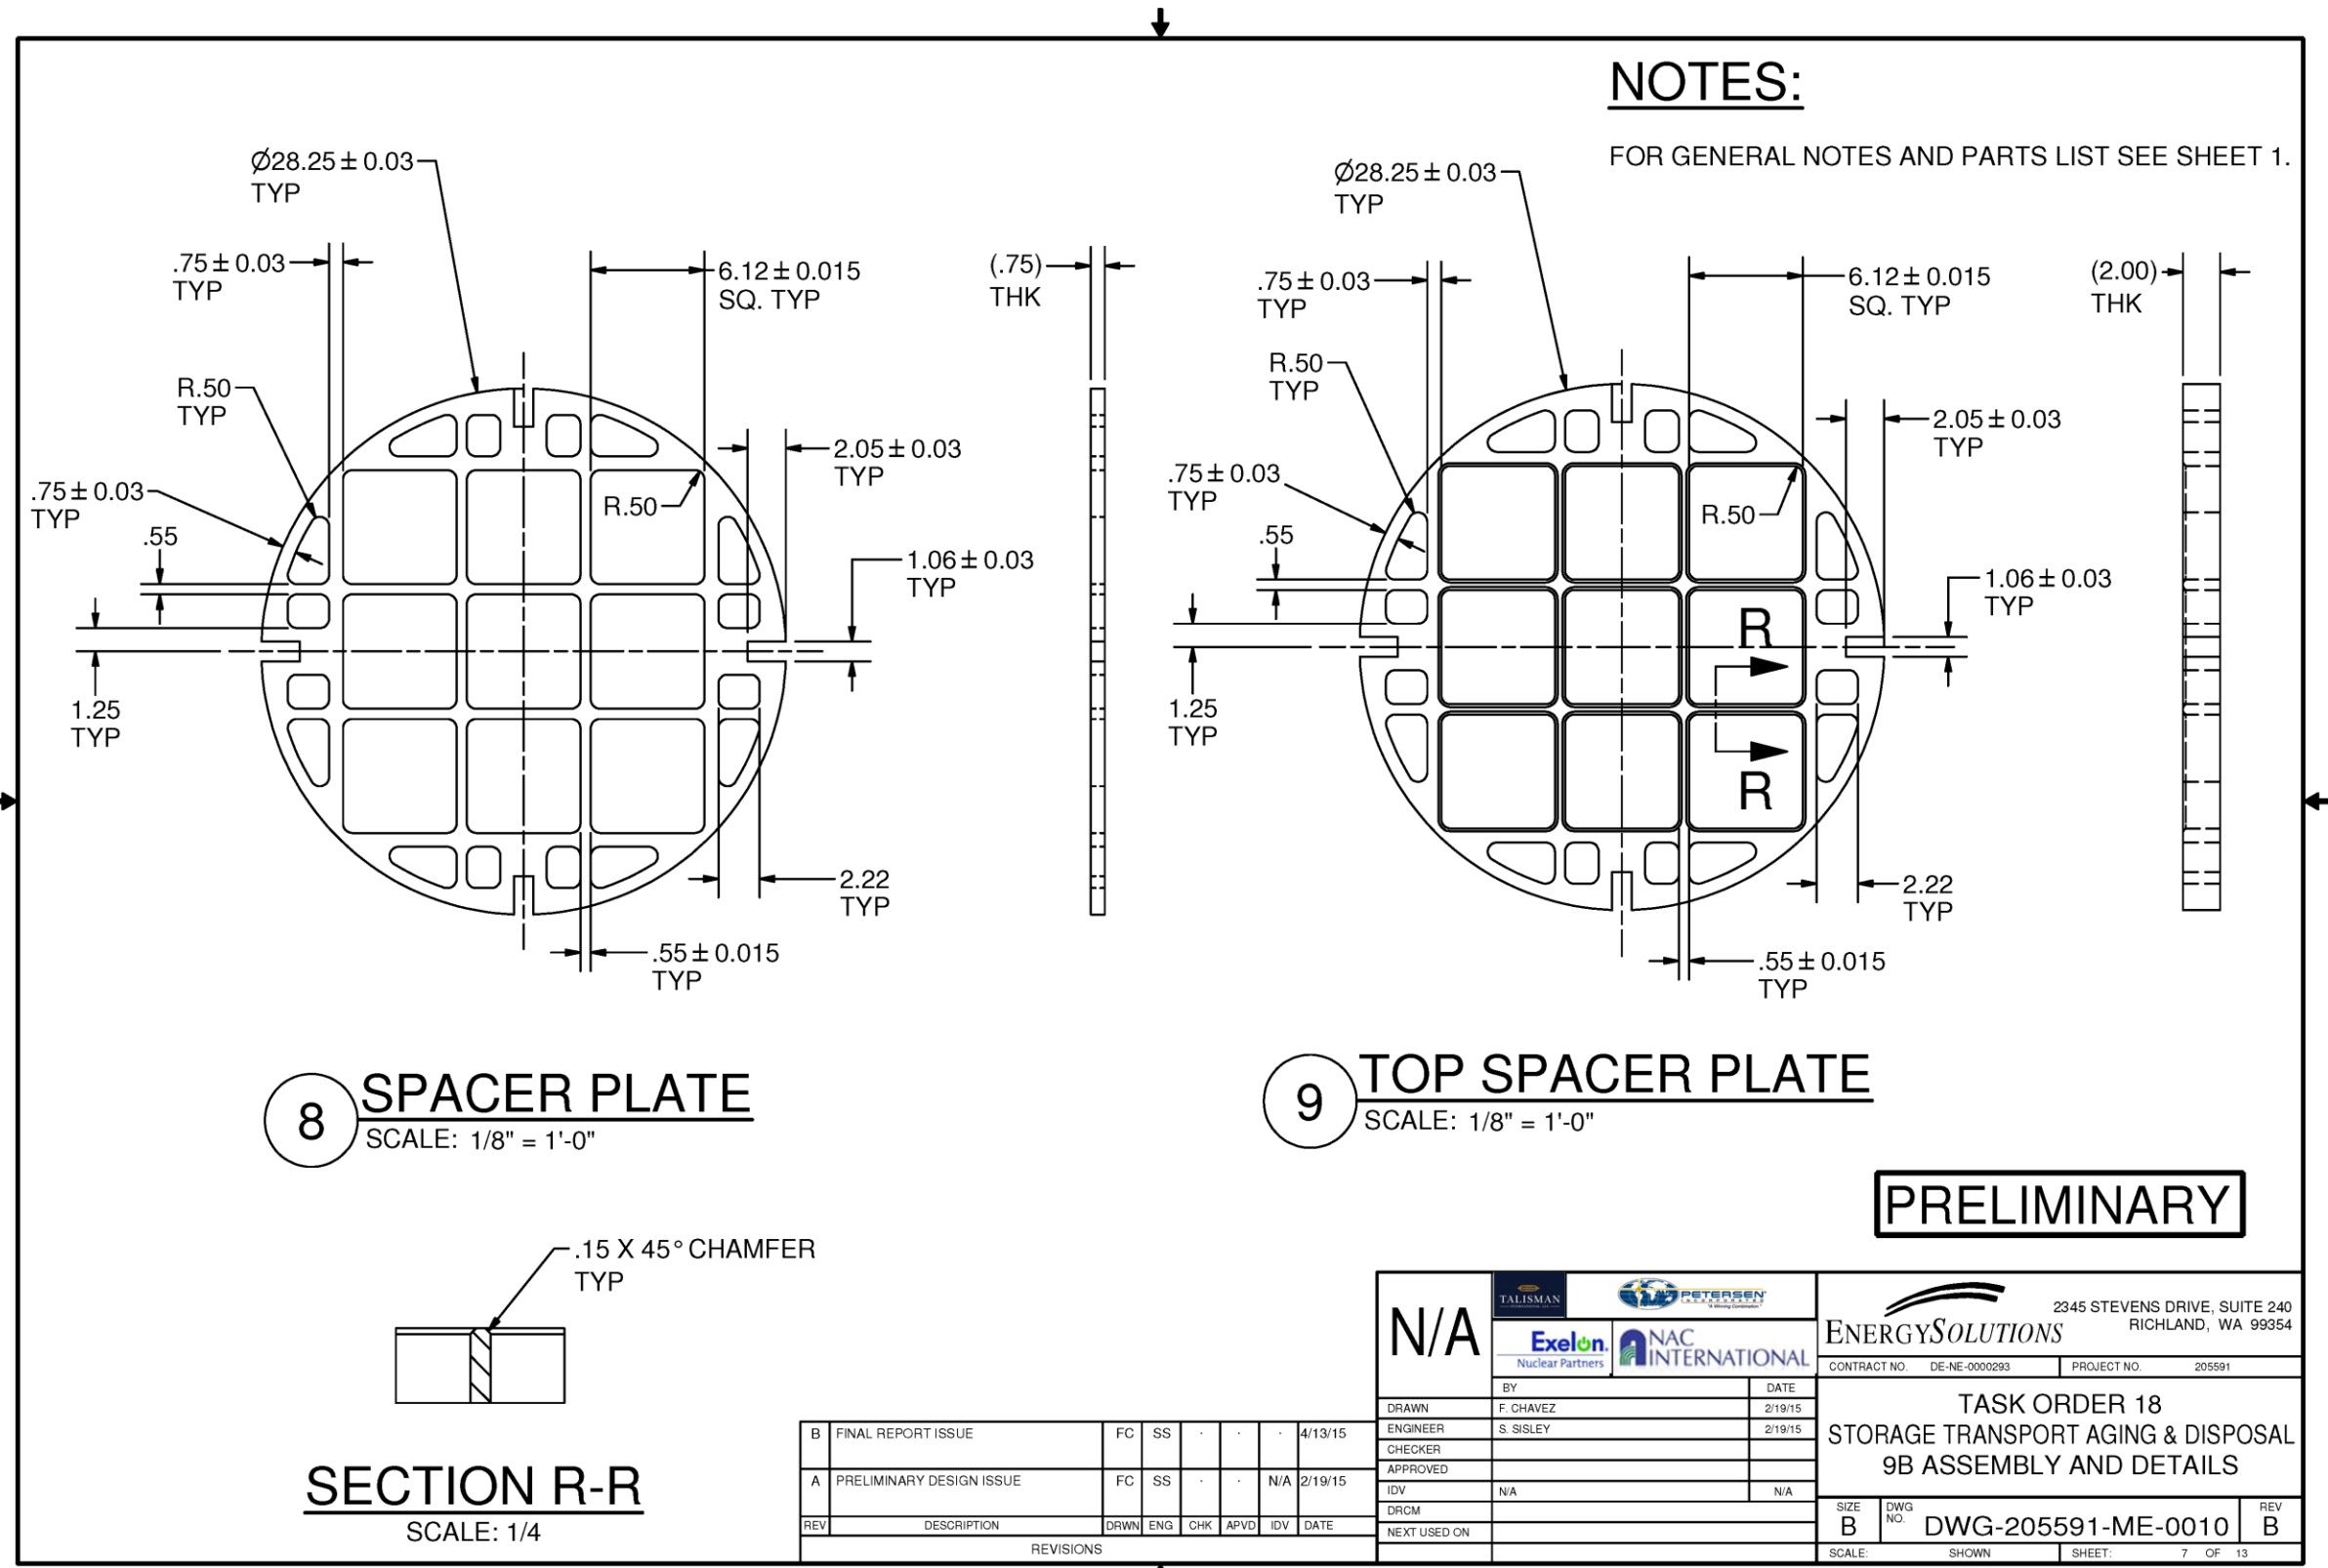 NOTES:
FOR GENERAL NOTES AND PARTS LIST SEE SHEET 1.
Ø28.25 ± 0.03
TYP
.75 ± 0.03
TYP
6.12 ± 0.015
SQ. TYP
(.75)
THK
R.50
TYP
R.50
2.05 ± 0.03
TYP
.75 ± 0.03
TYP
.55
1.06 ± 0.03
TYP
1.25
TYP
2.22
TYP
.55 ± 0.015
TYP
8
SPACER PLATE
SCALE: 1/8" = 1'-0"
Ø28.25 ± 0.03
TYP
.75 ± 0.03
TYP
6.12 ± 0.015
SQ. TYP
(2.00)
THK
R.50
TYP
2.05 ± 0.03
TYP
.75 ± 0.03
TYP
R.50
.55
1.06 ± 0.03
TYP
R
R
1.25
TYP
2.22
TYP
.55 ± 0.015
TYP
9
TOP SPACER PLATE
SCALE: 1/8" = 1'-0"
PRELIMINARY
.15 X 45° CHAMFER
TYP
SECTION R-R
SCALE: 1/4
B FINAL REPORT ISSUE FC SS . . . 4/13/15
A PRELIMINARY DESIGN ISSUE FC SS . . N/A 2/19/15
REV DESCRIPTION DRWN ENG CHK APVD IDV DATE
REVISIONS
N/A
TALISMAN
PETERSEN
INCORPORATED
"A Winning Combination."
Exelon.
Nuclear Partners
NAC
INTERNATIONAL
BY DATE
DRAWN F. CHAVEZ 2/19/15
ENGINEER S. SISLEY 2/19/15
CHECKER
APPROVED
IDV N/A N/A
DRCM
NEXT USED ON
ENERGYSOLUTIONS
2345 STEVENS DRIVE, SUITE 240
RICHLAND, WA 99354
CONTRACT NO. DE-NE-0000293 PROJECT NO. 205591
TASK ORDER 18
STORAGE TRANSPORT AGING & DISPOSAL
9B ASSEMBLY AND DETAILS
SIZE
B
DWG
NO.
DWG-205591-ME-0010
REV
B
SCALE: SHOWN SHEET: 7 OF 13